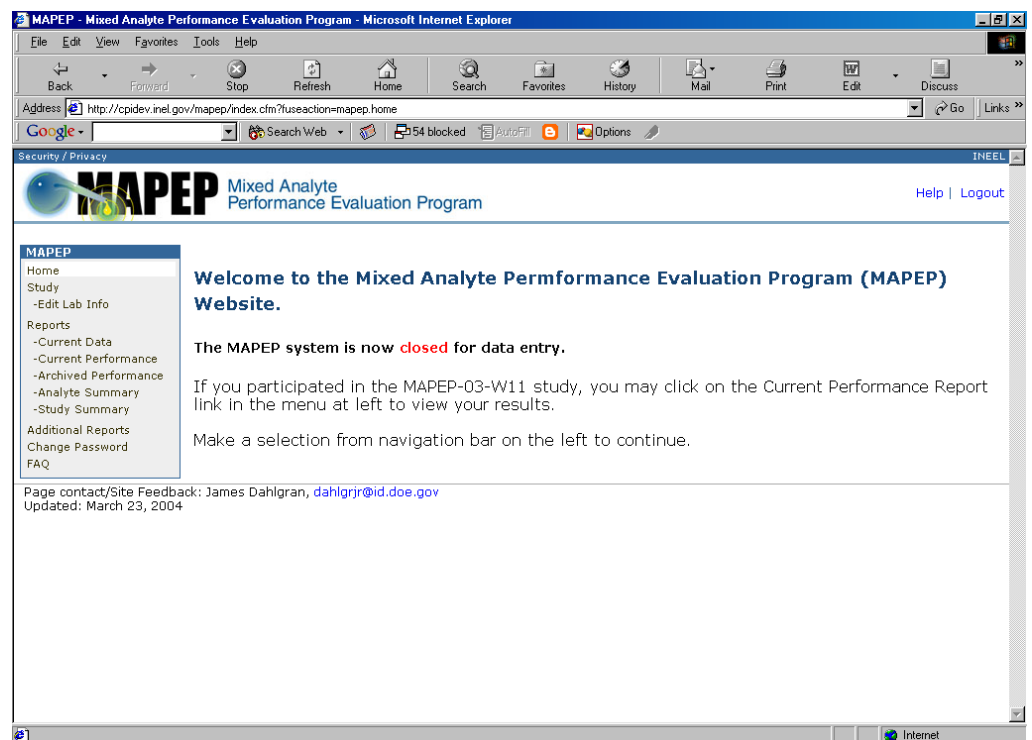 MAPEP - Mixed Analyte Performance Evaluation Program - Microsoft Internet Explorer
File Edit View Favorites Tools Help
Back Forward Stop Refresh Home Search Favorites History Mail Print Edit Discuss »
Address http://cpidev.inel.gov/mapep/index.cfm?fuseaction=mapep.home Go Links »
Google Search Web 54 blocked AutoFill Options
Security / Privacy INEEL
MAPEP Mixed Analyte
Performance Evaluation Program
Help | Logout
MAPEP
Home
Study
-Edit Lab Info
Reports
-Current Data
-Current Performance
-Archived Performance
-Analyte Summary
-Study Summary
Additional Reports
Change Password
FAQ
Welcome to the Mixed Analyte Permformance Evaluation Program (MAPEP)
Website.
The MAPEP system is now closed for data entry.
If you participated in the MAPEP-03-W11 study, you may click on the Current Performance Report
link in the menu at left to view your results.
Make a selection from navigation bar on the left to continue.
Page contact/Site Feedback: James Dahlgran, dahlgrjr@id.doe.gov
Updated: March 23, 2004
Internet